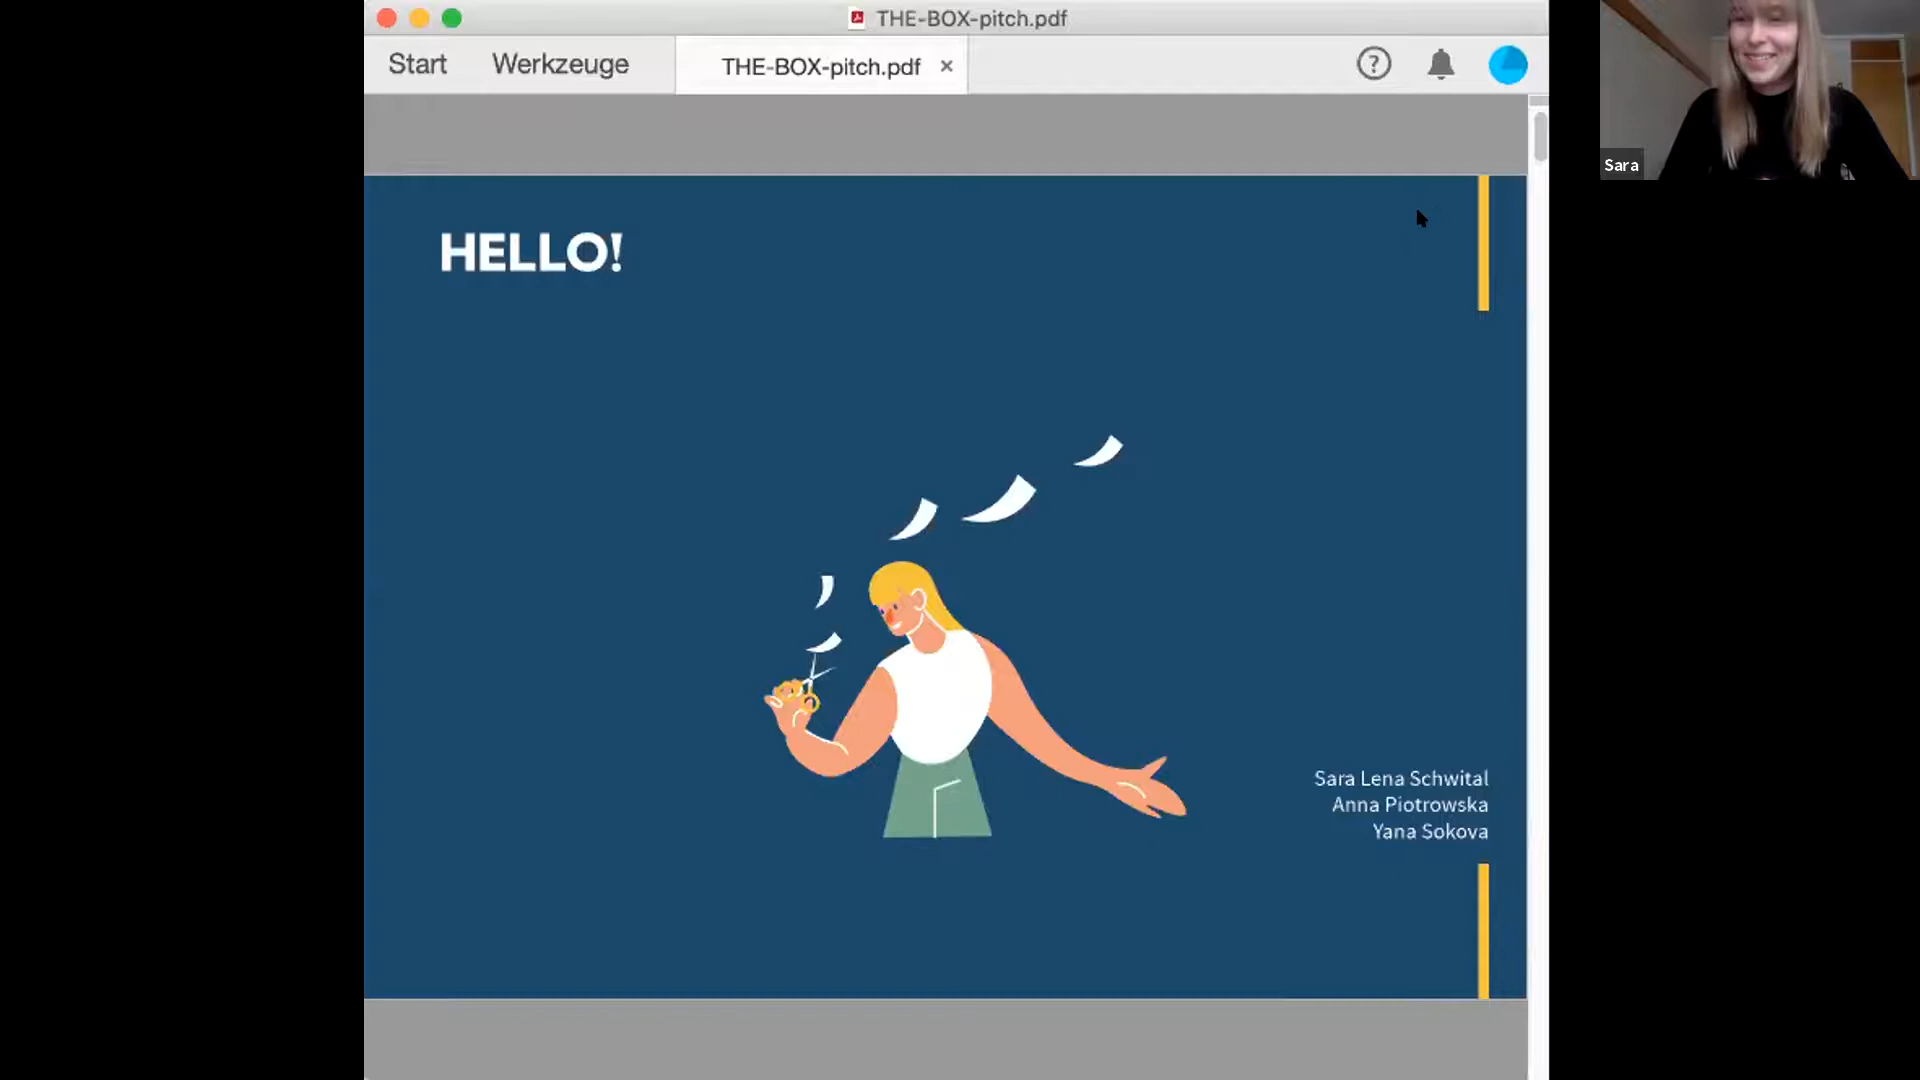 THE-BOX-pitch.pdf
Start
Werkzeuge
THE-BOX-pitch.pdf ×
?
Sara
HELLO!
Sara Lena Schwital
Anna Piotrowska
Yana Sokova